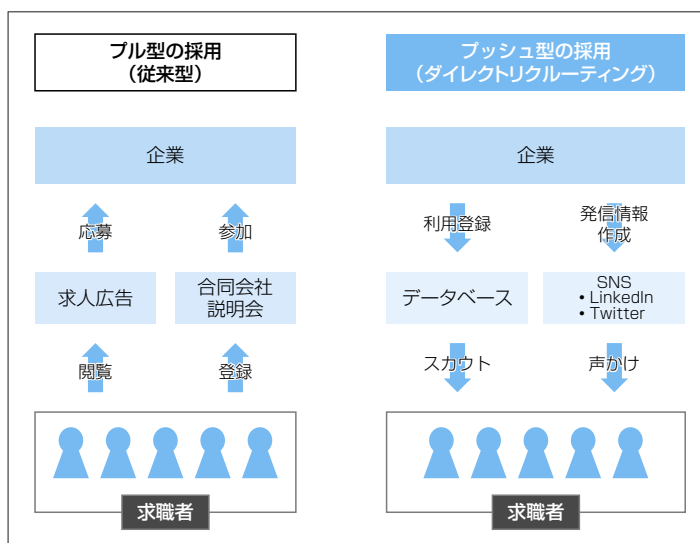 プル型の採用
（従来型）
企業
応募
参加
求人広告
合同会社
説明会
閲覧
登録
求職者
プッシュ型の採用
（ダイレクトリクルーティング）
企業
利用登録
発信情報
作成
データベース
SNS
• LinkedIn
• Twitter
スカウト
声かけ
求職者